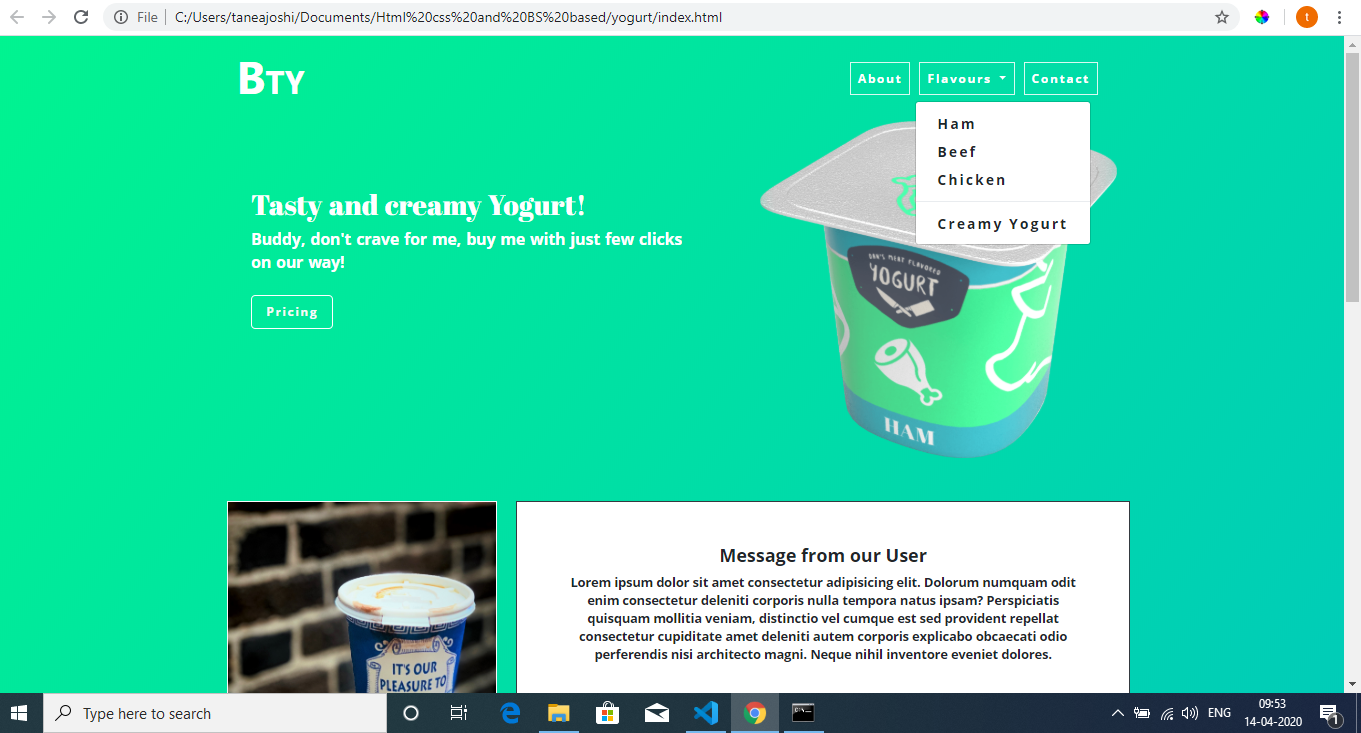 File
C:/Users/taneajoshi/Documents/Html%20css%20and%20BS%20based/yogurt/index.html
t
BTY
About
Flavours
Contact
Ham
Beef
Chicken
Creamy Yogurt
Tasty and creamy Yogurt!
Buddy, don't crave for me, buy me with just few clicks
on our way!
Pricing
MEAT FLAVORED
YOGURT
HAM
Message from our User
Lorem ipsum dolor sit amet consectetur adipisicing elit. Dolorum numquam odit
enim consectetur deleniti corporis nulla tempora natus ipsam? Perspiciatis
quisquam mollitia veniam, distinctio vel cumque est sed provident repellat
consectetur cupiditate amet deleniti autem corporis explicabo obcaecati odio
perferendis nisi architecto magni. Neque nihil inventore eveniet dolores.
IT'S OUR
PLEASURE TO
Type here to search
ENG
09:53
14-04-2020
1